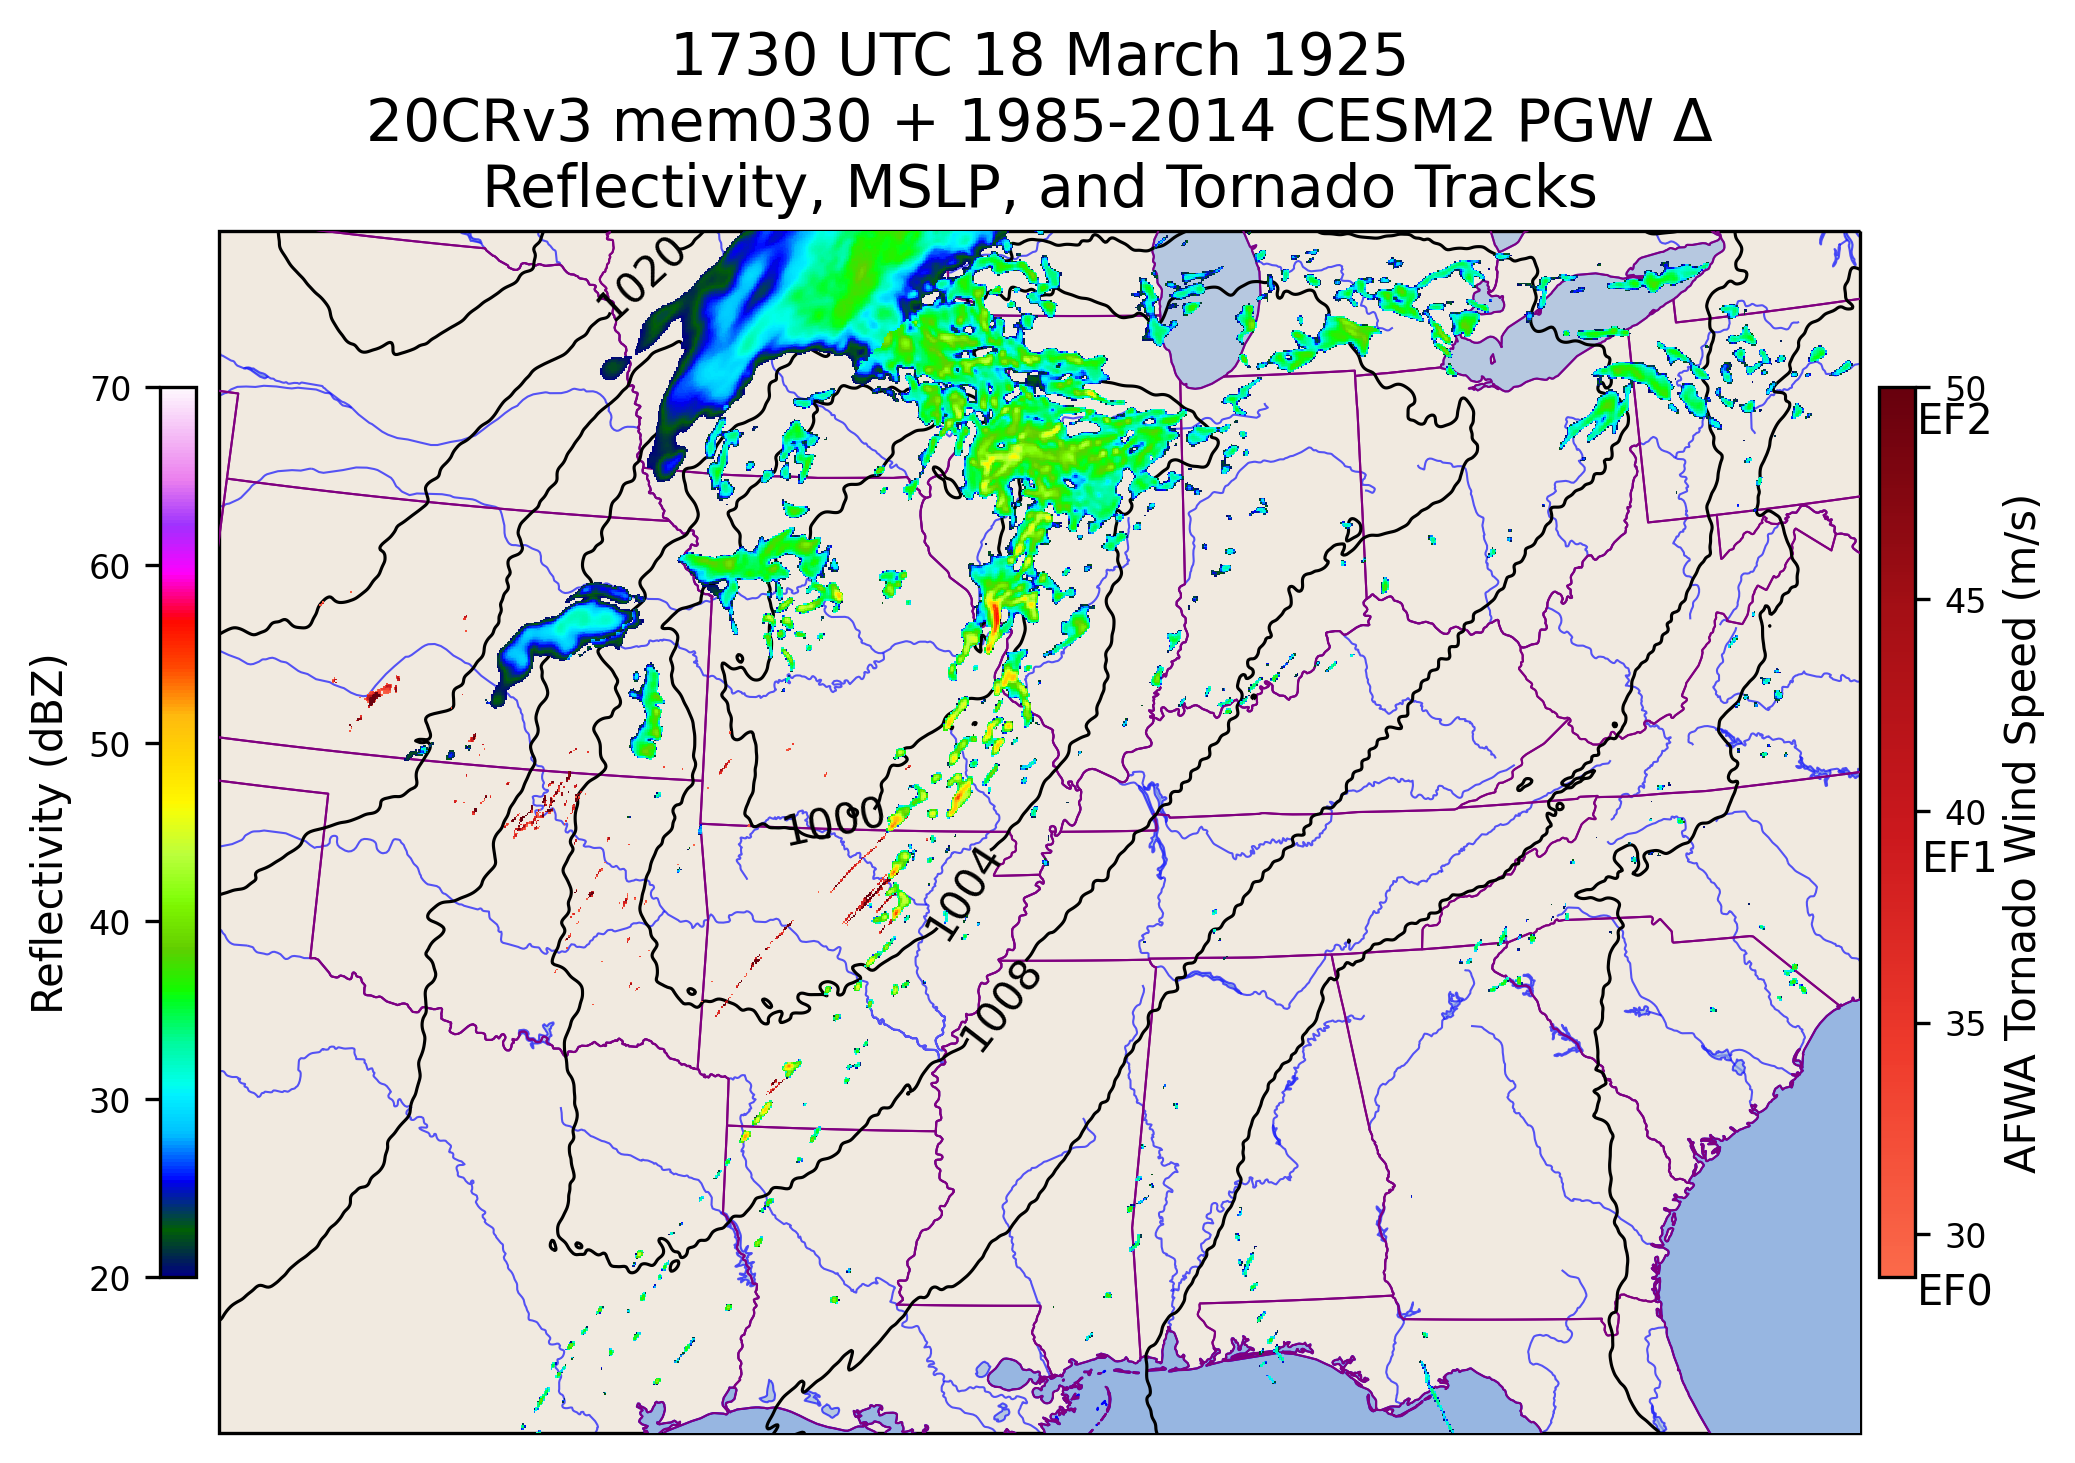 1730 UTC 18 March 1925
20CRv3 mem030 + 1985-2014 CESM2 PGW Δ
Reflectivity, MSLP, and Tornado Tracks
1020
1000
1004
1008
Reflectivity (dBZ)
70
60
50
40
30
20
50
EF2
45
40
EF1
35
30
EF0
AFWA Tornado Wind Speed (m/s)